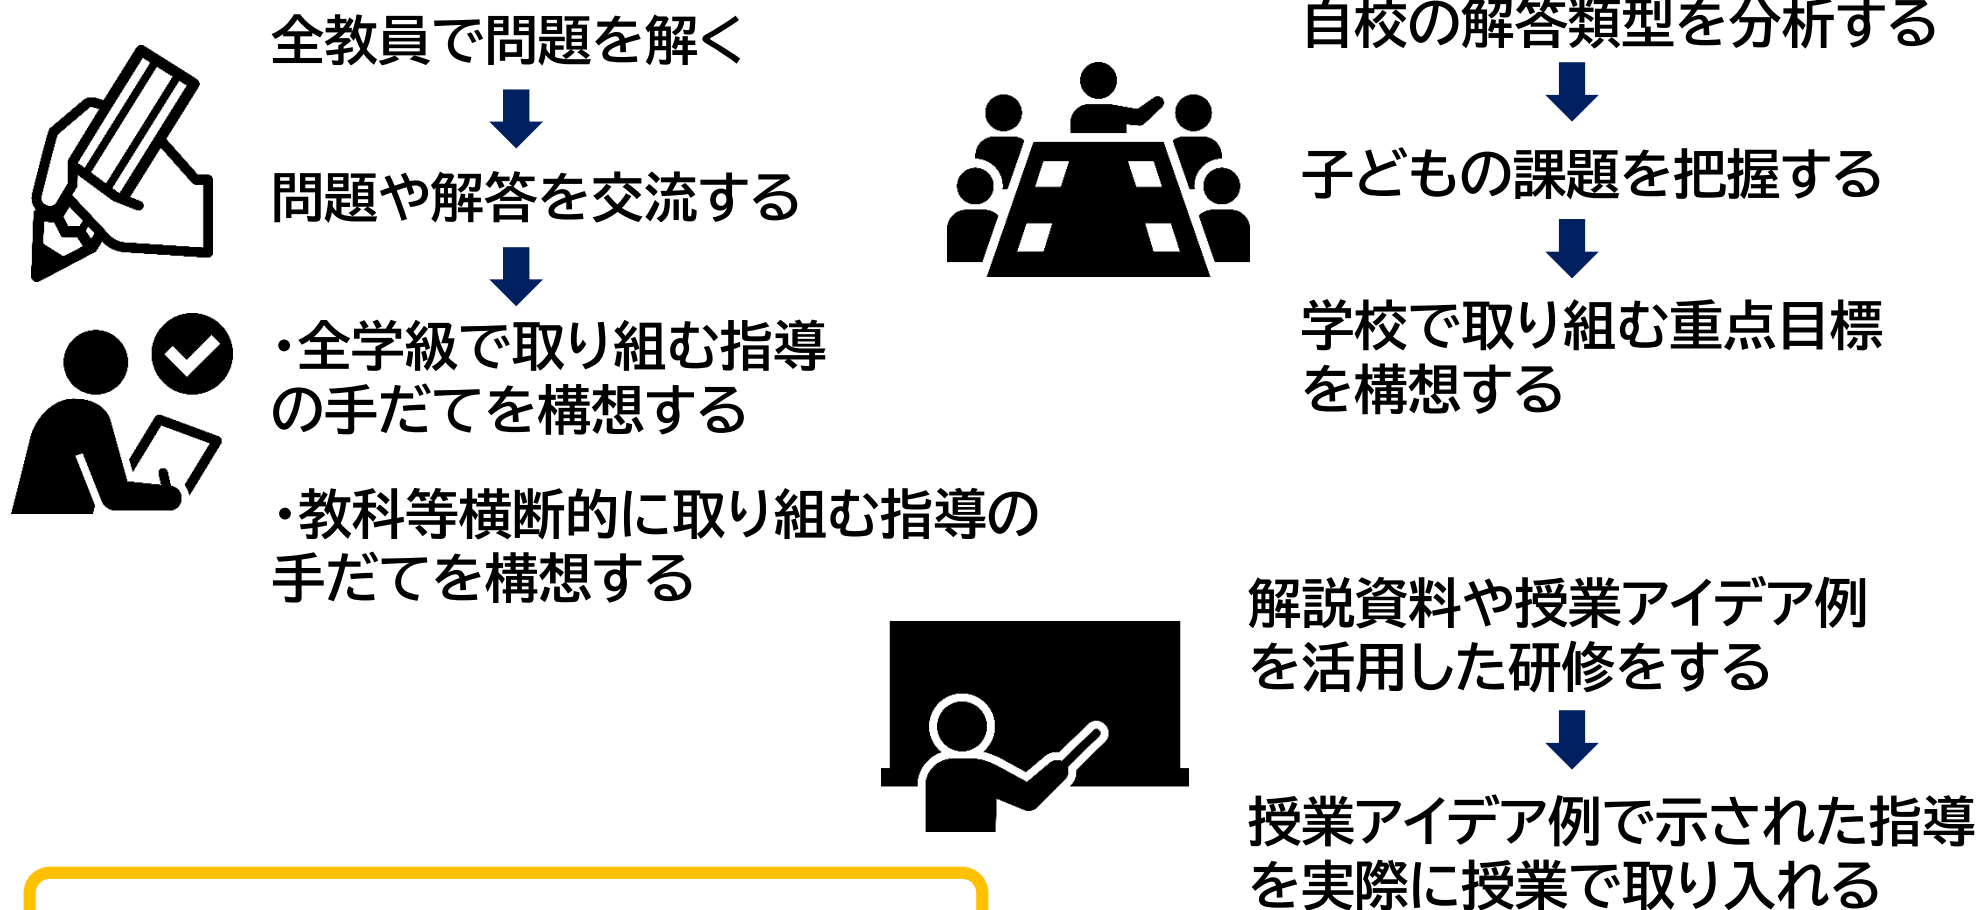 全教員で問題を解く
問題や解答を交流する
・全学級で取り組む指導
の手だてを構想する
・教科等横断的に取り組む指導の
手だてを構想する
自校の解答類型を分析する
子どもの課題を把握する
学校で取り組む重点目標
を構想する
解説資料や授業アイデア例
を活用した研修をする
授業アイデア例で示された指導
を実際に授業で取り入れる